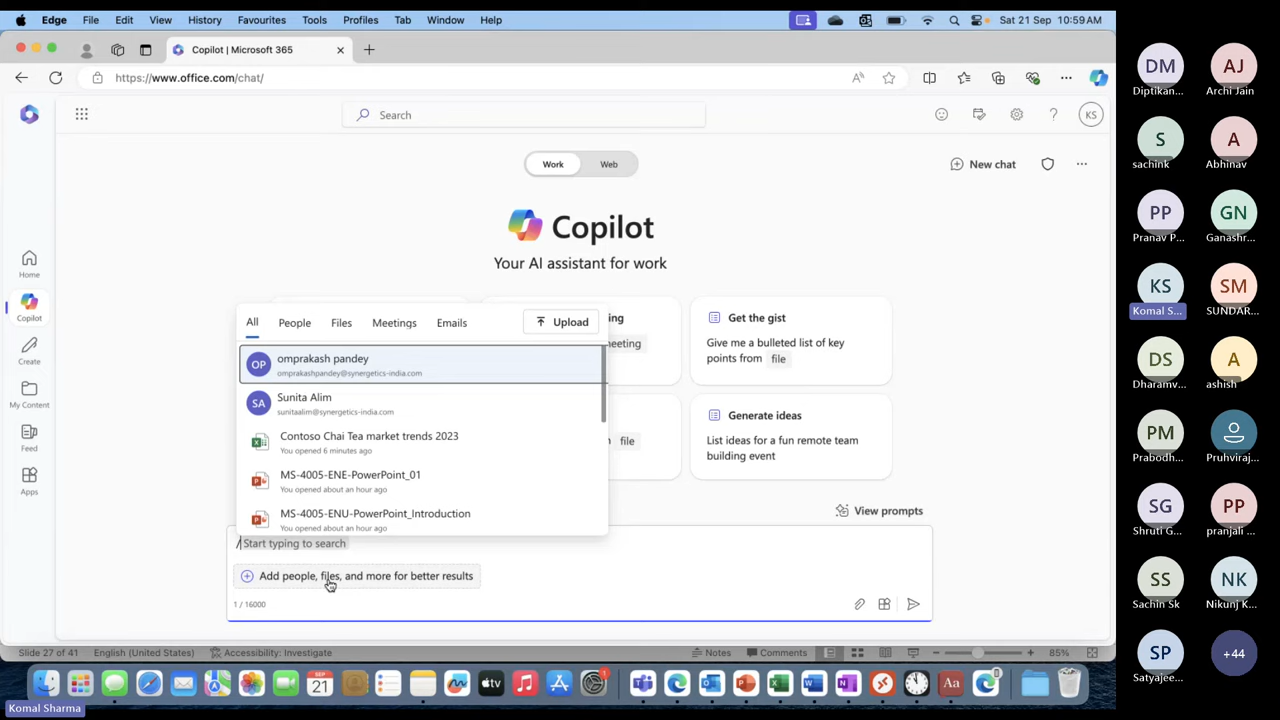 Edge File Edit View History Favourites Tools Profiles Tab Window Help
Sat 21 Sep 10:59 AM
Copilot | Microsoft 365
https://www.office.com/chat/
Search
KS
Work Web
New chat
Copilot
Your AI assistant for work
Home
Copilot
Create
My Content
Feed
Apps
All People Files Meetings Emails Upload
OP
omprakash pandey
omprakashpandey@synergetics-india.com
SA
Sunita Alim
sunitaalim@synergetics-india.com
Contoso Chai Tea market trends 2023
You opened 6 minutes ago
MS-4005-ENE-PowerPoint_01
You opened about an hour ago
MS-4005-ENU-PowerPoint_Introduction
You opened about an hour ago
ing
neeting
file
Get the gist
Give me a bulleted list of key
points from file
Generate ideas
List ideas for a fun remote team
building event
View prompts
/Start typing to search
Add people, files, and more for better results
1 / 16000
Slide 27 of 41 English (United States) Accessibility: Investigate Notes Comments 85%
SEP
21
tv
Aa
Komal Sharma
DM
Diptikan...
AJ
Archi Jain
S
sachink
A
Abhinav
PP
Pranav P...
GN
Ganashr...
KS
Komal S...
SM
SUNDAR...
DS
Dharamv...
A
ashish
PM
Prabodh...
Pruhviraj...
SG
Shruti G...
PP
pranjali ...
SS
Sachin Sk
NK
Nikunj K...
SP
Satyajee...
+44